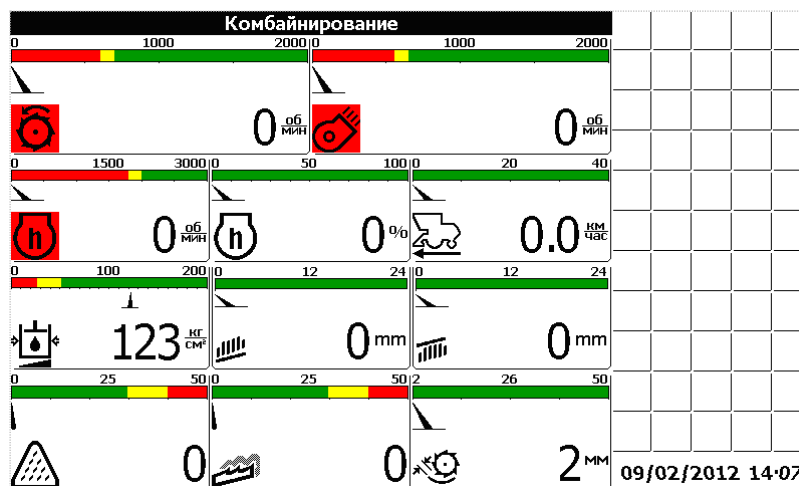 Комбайнирование
0 1000 2000 0 1000 2000
0 об/мин 0 об/мин
0 1500 3000 0 50 100 0 20 40
h 0 об/мин h 0 % 0.0 км/час
0 100 200 0 12 24 0 12 24
123 кг/см² 0 mm 0 mm
0 25 50 0 25 50 2 26 50
0 0 2 мм
09/02/2012 14:07